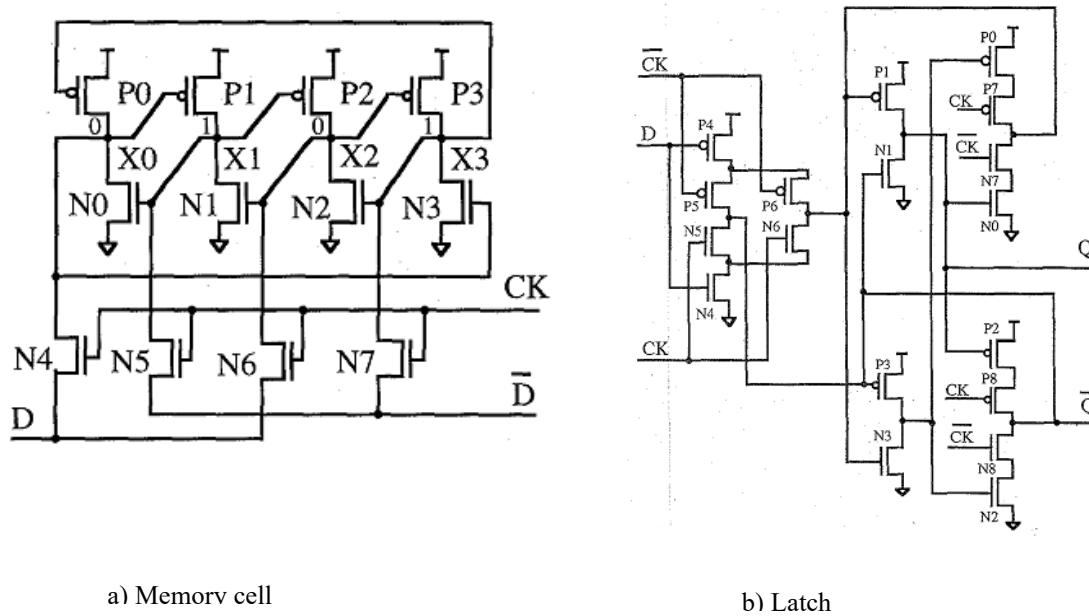 P0 P1 P2 P3
0 1 0 1
X0 X1 X2 X3
N0 N1 N2 N3
CK
N4 N5 N6 N7
D̅
D
a) Memory cell
C̅K̅
D
P4
P5 P6
N5 N6
N4
CK
P0
P1
CK P7
N1 C̅K̅
N7
N0
Q
P2
P3 P8
CK
Q̅
N3 C̅K̅
N8
N2
b) Latch